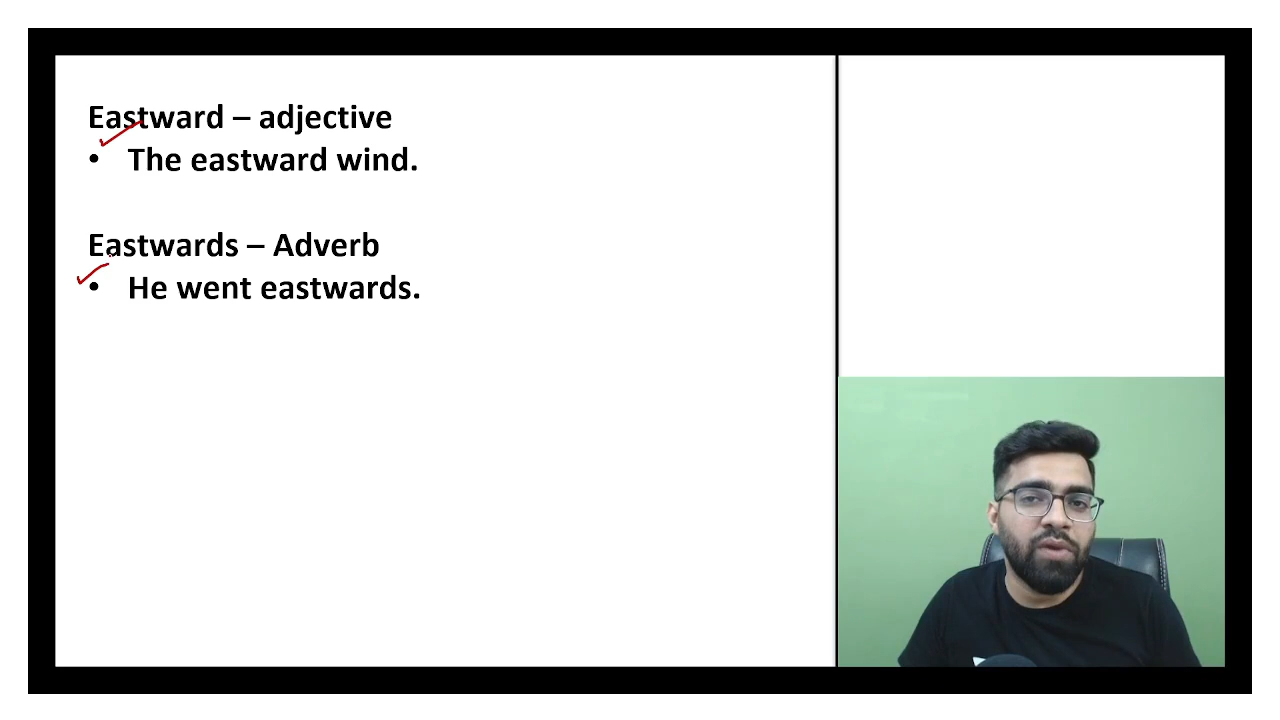 Eastward – adjective
• The eastward wind.
Eastwards – Adverb
• He went eastwards.